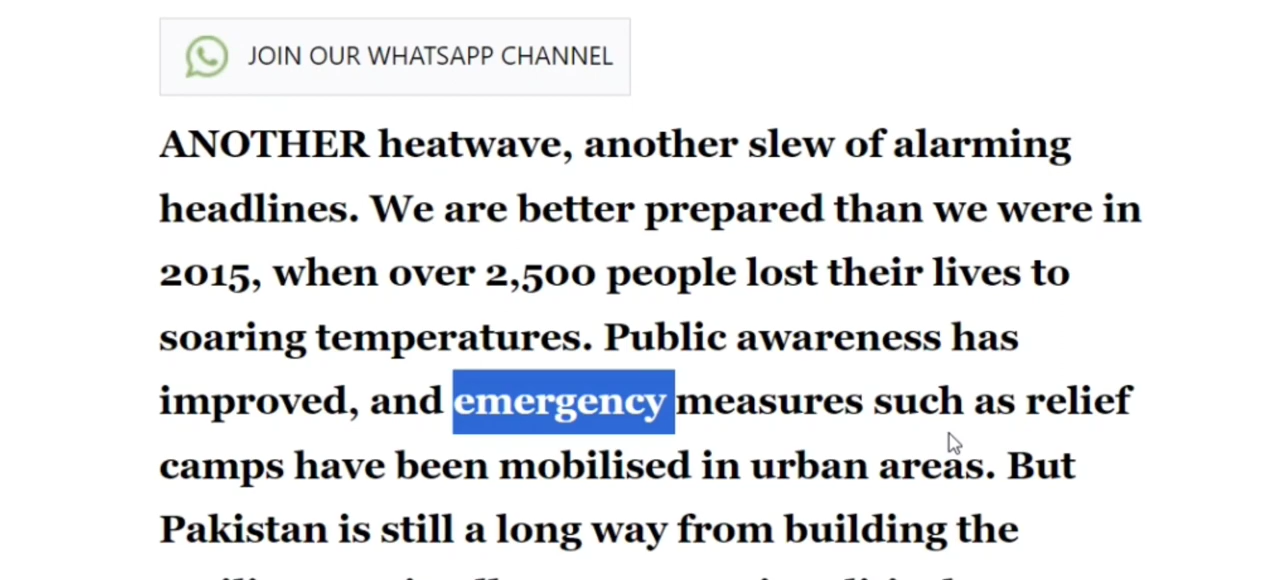 JOIN OUR WHATSAPP CHANNEL
ANOTHER heatwave, another slew of alarming
headlines. We are better prepared than we were in
2015, when over 2,500 people lost their lives to
soaring temperatures. Public awareness has
improved, and emergency measures such as relief
camps have been mobilised in urban areas. But
Pakistan is still a long way from building the